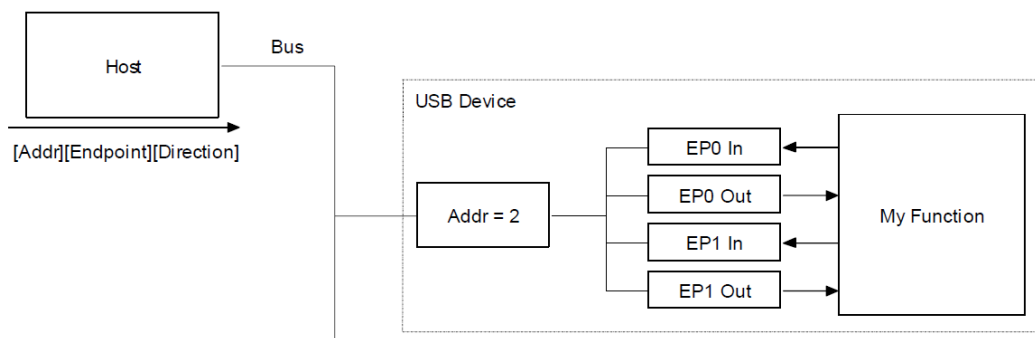 Host
Bus
[Addr][Endpoint][Direction]
USB Device
Addr = 2
EP0 In
EP0 Out
EP1 In
EP1 Out
My Function